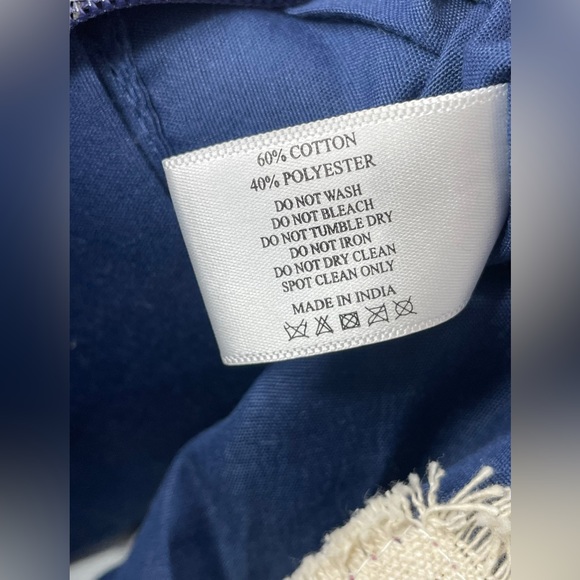 60% COTTON
40% POLYESTER
DO NOT WASH
DO NOT BLEACH
DO NOT TUMBLE DRY
DO NOT IRON
DO NOT DRY CLEAN
SPOT CLEAN ONLY
MADE IN INDIA